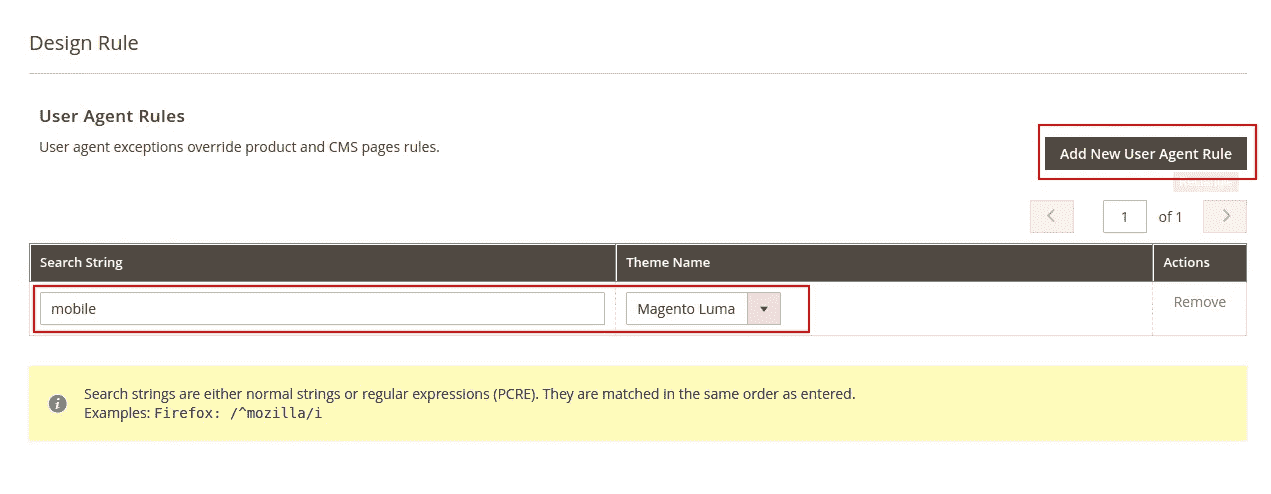 Design Rule
User Agent Rules
User agent exceptions override product and CMS pages rules.
Add New User Agent Rule
1 of 1
Search String Theme Name Actions
mobile Magento Luma Remove
Search strings are either normal strings or regular expressions (PCRE). They are matched in the same order as entered.
Examples: Firefox: /^mozilla/i